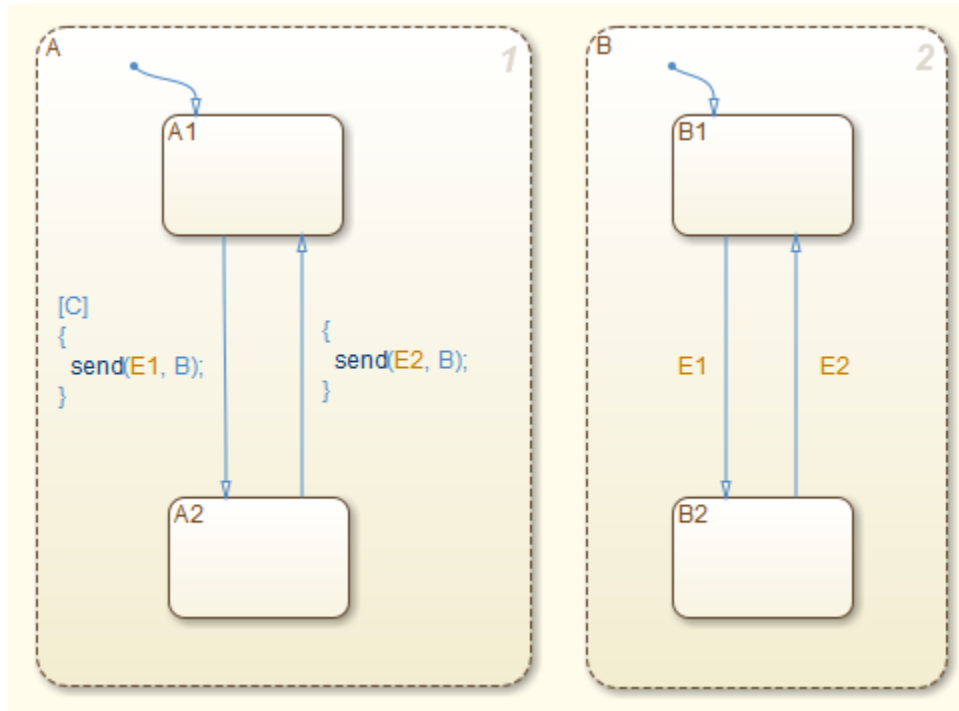 A
1
A1
[C]
{
send(E1, B);
}
{
send(E2, B);
}
A2
B
2
B1
E1
E2
B2